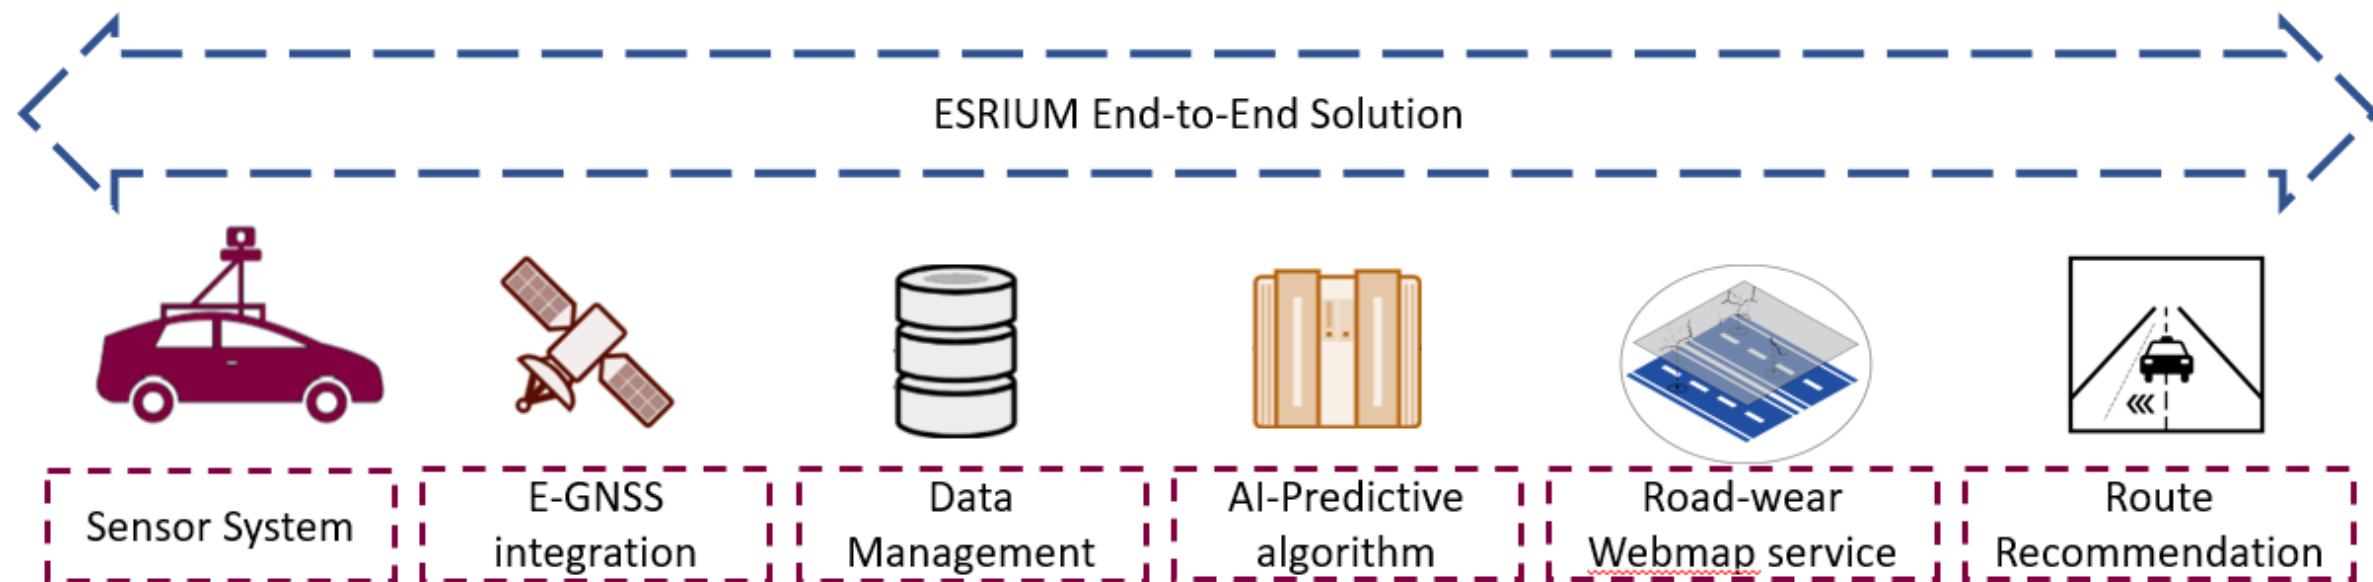 ESRIUM End-to-End Solution
Sensor System
E-GNSS
integration
Data
Management
AI-Predictive
algorithm
Road-wear
Webmap service
Route
Recommendation